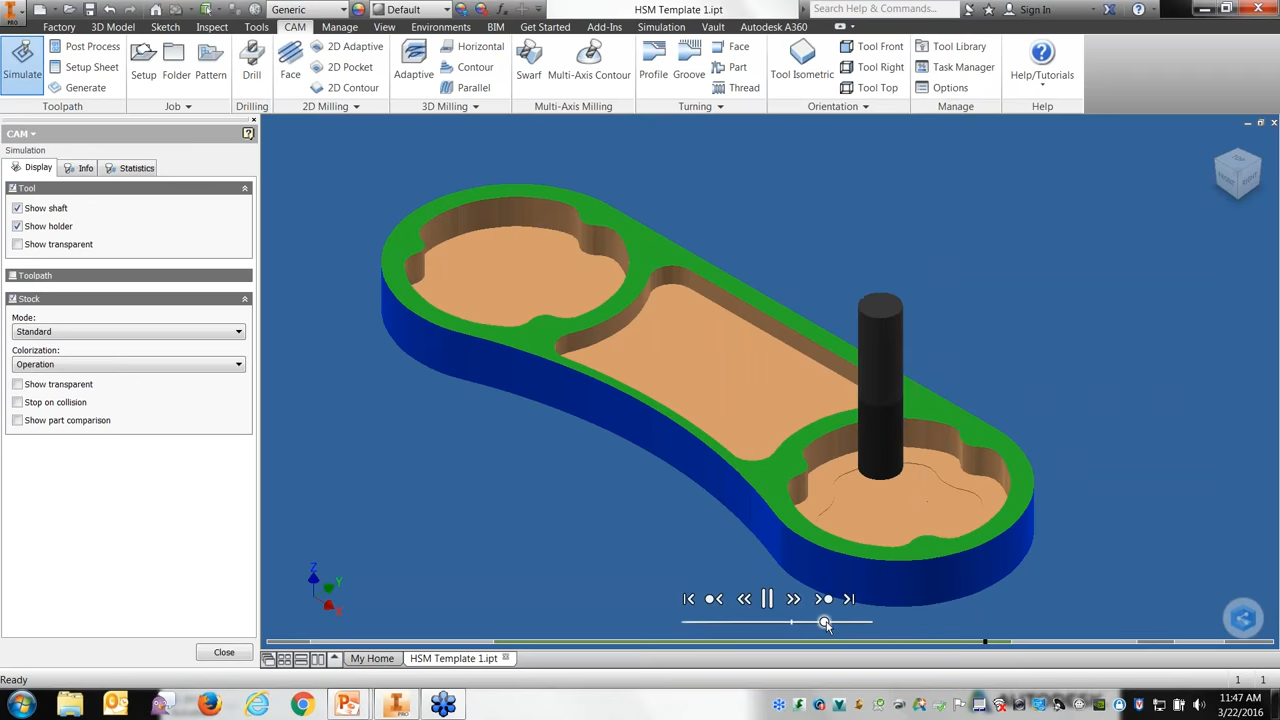 Generic
Default
HSM Template 1.ipt
Search Help & Commands...
Sign In
PRO
Factory 3D Model Sketch Inspect Tools CAM Manage View Environments BIM Get Started Add-Ins Simulation Vault Autodesk A360
Simulate
Post Process
Setup Sheet
Generate
Toolpath
Setup Folder Pattern
Job
Drill
Drilling
Face
2D Adaptive
2D Pocket
2D Contour
2D Milling
Adaptive
Horizontal
Contour
Parallel
3D Milling
Swarf Multi-Axis Contour
Multi-Axis Milling
Profile Groove
Face
Part
Thread
Turning
Tool Isometric
Tool Front
Tool Right
Tool Top
Orientation
Tool Library
Task Manager
Options
Manage
Help/Tutorials
Help
CAM
Simulation
Display Info Statistics
Tool
Show shaft
Show holder
Show transparent
Toolpath
Stock
Mode:
Standard
Colorization:
Operation
Show transparent
Stop on collision
Show part comparison
Close
TOP
FRONT
RIGHT
Z
Y
X
My Home
HSM Template 1.ipt
Ready
1 1
PRO
11:47 AM
3/22/2016